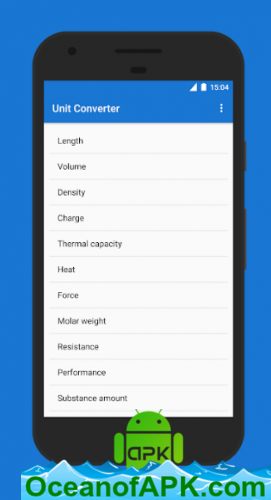 15:04
Unit Converter
Length
Volume
Density
Charge
Thermal capacity
Heat
Force
Molar weight
Resistance
Performance
Substance amount
APK
OceanofAPK.com